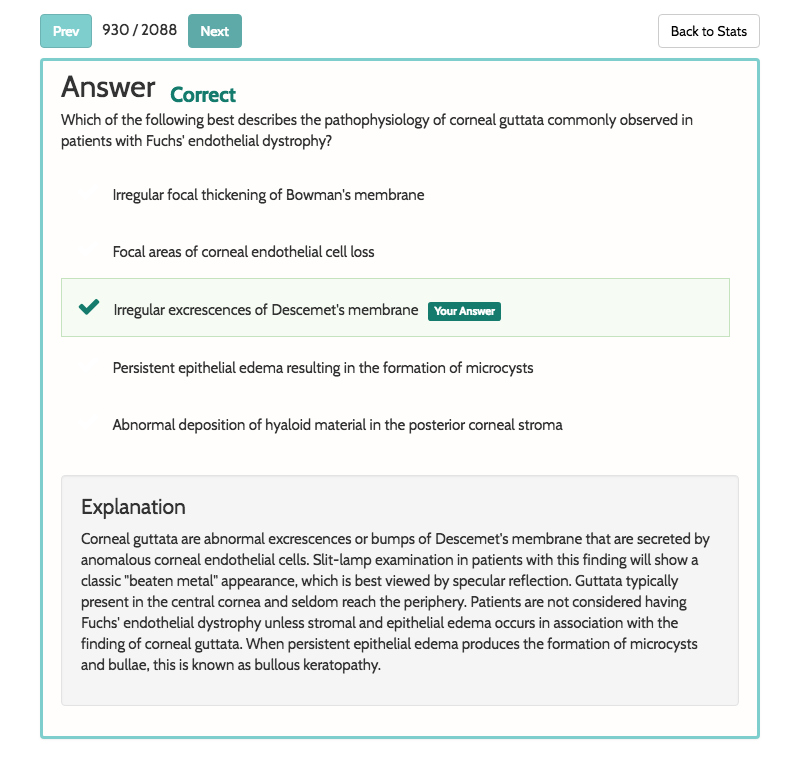 Prev 930 / 2088 Next Back to Stats
Answer Correct
Which of the following best describes the pathophysiology of corneal guttata commonly observed in
patients with Fuchs' endothelial dystrophy?
Irregular focal thickening of Bowman's membrane
Focal areas of corneal endothelial cell loss
Irregular excrescences of Descemet's membrane Your Answer
Persistent epithelial edema resulting in the formation of microcysts
Abnormal deposition of hyaloid material in the posterior corneal stroma
Explanation
Corneal guttata are abnormal excrescences or bumps of Descemet's membrane that are secreted by
anomalous corneal endothelial cells. Slit-lamp examination in patients with this finding will show a
classic "beaten metal" appearance, which is best viewed by specular reflection. Guttata typically
present in the central cornea and seldom reach the periphery. Patients are not considered having
Fuchs' endothelial dystrophy unless stromal and epithelial edema occurs in association with the
finding of corneal guttata. When persistent epithelial edema produces the formation of microcysts
and bullae, this is known as bullous keratopathy.